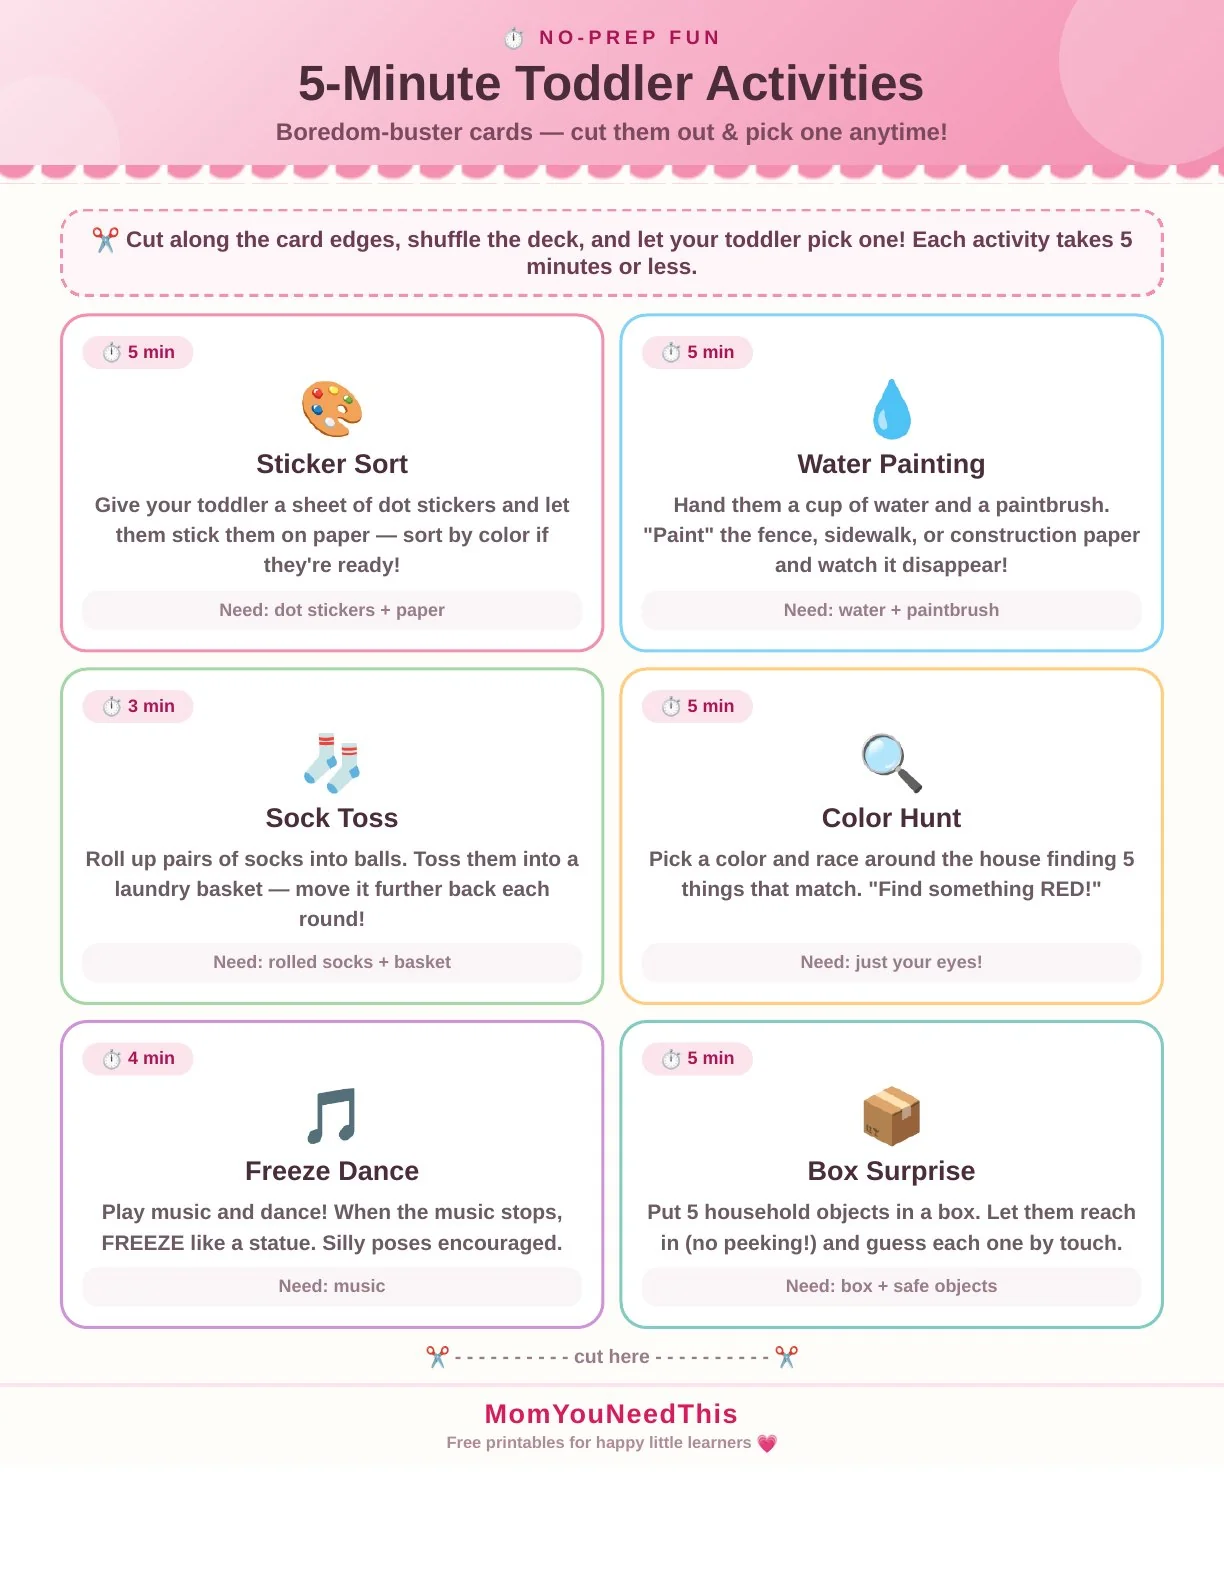 ⏱️ NO-PREP FUN
5-Minute Toddler Activities
Boredom-buster cards — cut them out & pick one anytime!
✂️ Cut along the card edges, shuffle the deck, and let your toddler pick one! Each activity takes 5
minutes or less.
⏱️ 5 min
Sticker Sort
Give your toddler a sheet of dot stickers and let
them stick them on paper — sort by color if
they're ready!
Need: dot stickers + paper
⏱️ 5 min
Water Painting
Hand them a cup of water and a paintbrush.
"Paint" the fence, sidewalk, or construction paper
and watch it disappear!
Need: water + paintbrush
⏱️ 3 min
Sock Toss
Roll up pairs of socks into balls. Toss them into a
laundry basket — move it further back each
round!
Need: rolled socks + basket
⏱️ 5 min
Color Hunt
Pick a color and race around the house finding 5
things that match. "Find something RED!"
Need: just your eyes!
⏱️ 4 min
Freeze Dance
Play music and dance! When the music stops,
FREEZE like a statue. Silly poses encouraged.
Need: music
⏱️ 5 min
Box Surprise
Put 5 household objects in a box. Let them reach
in (no peeking!) and guess each one by touch.
Need: box + safe objects
✂️ - - - - - - - - - - cut here - - - - - - - - - - ✂️
MomYouNeedThis
Free printables for happy little learners 💗